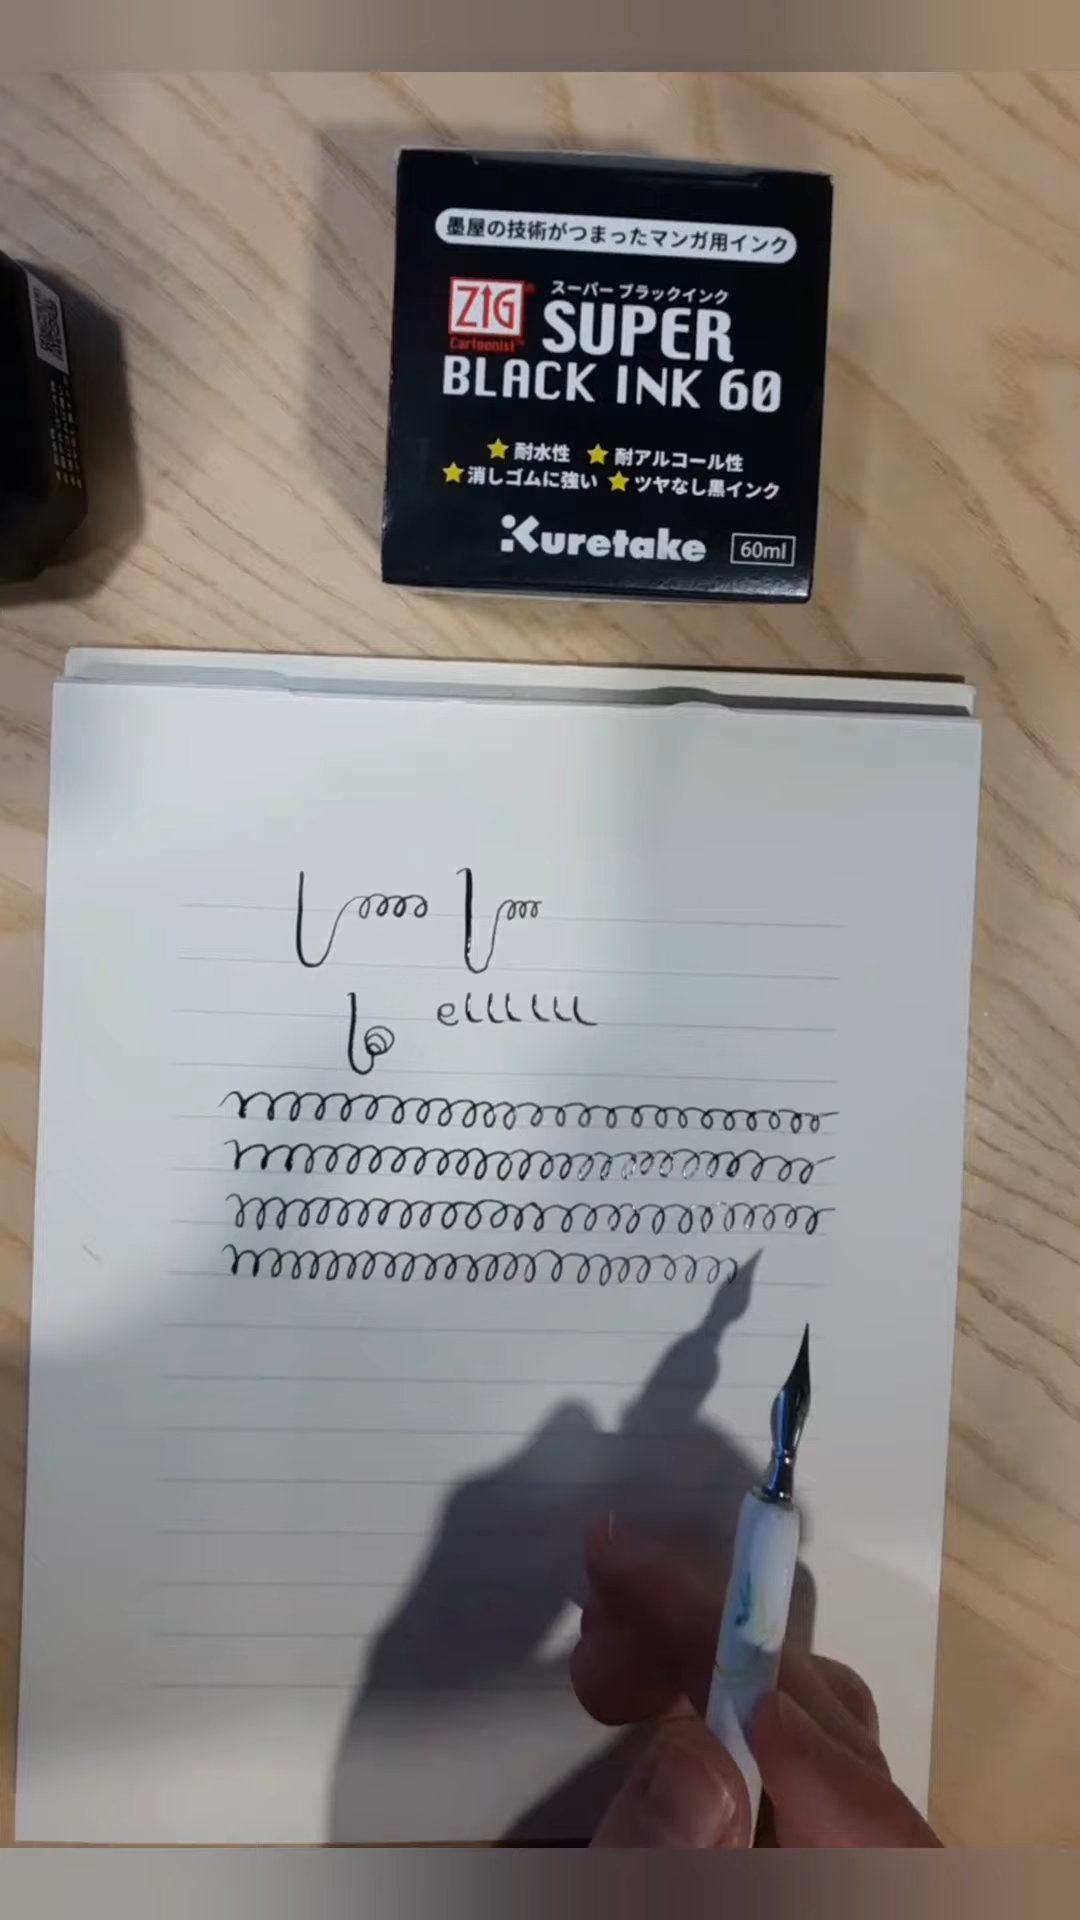 墨屋の技術がつまったマンガ用インク
ZIG
Cartoonist™
スーパー ブラックインク
SUPER
BLACK INK 60
耐水性 耐アルコール性
消しゴムに強い ツヤなし黒インク
Kuretake 60ml